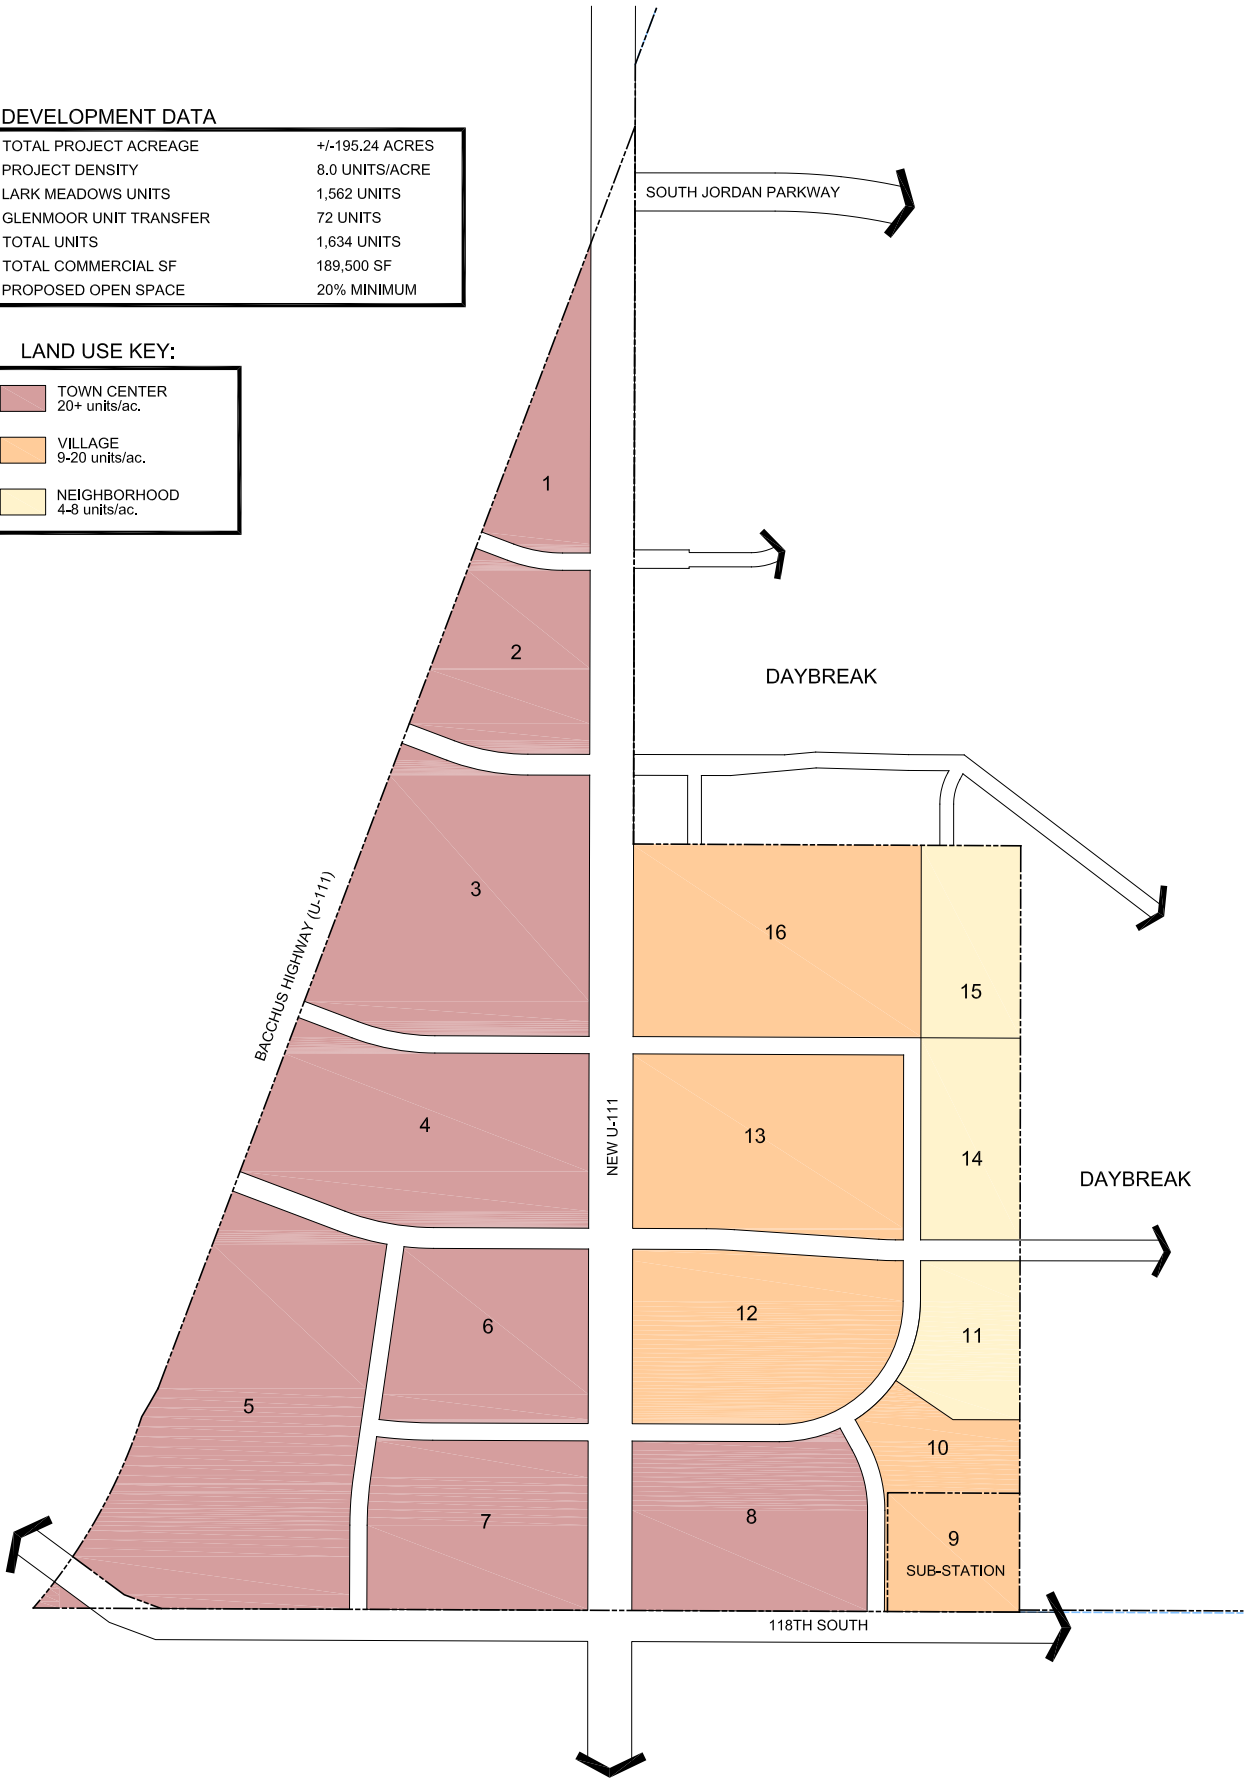 DEVELOPMENT DATA
TOTAL PROJECT ACREAGE +/-195.24 ACRES
PROJECT DENSITY 8.0 UNITS/ACRE
LARK MEADOWS UNITS 1,562 UNITS
GLENMOOR UNIT TRANSFER 72 UNITS
TOTAL UNITS 1,634 UNITS
TOTAL COMMERCIAL SF 189,500 SF
PROPOSED OPEN SPACE 20% MINIMUM
LAND USE KEY:
TOWN CENTER
20+ units/ac.
VILLAGE
9-20 units/ac.
NEIGHBORHOOD
4-8 units/ac.
SOUTH JORDAN PARKWAY
1
2
DAYBREAK
3
BACCHUS HIGHWAY (U-111)
16
15
4
NEW U-111
13
14
DAYBREAK
6
12
11
5
10
7
8
9
SUB-STATION
118TH SOUTH